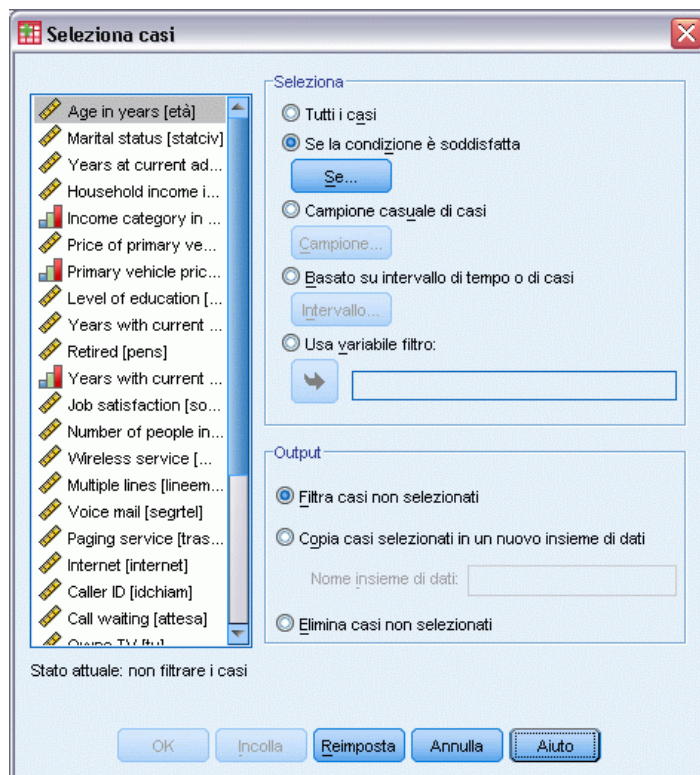 Seleziona casi
Age in years [età]
Marital status [statciv]
Years at current ad...
Household income i...
Income category in ...
Price of primary ve...
Primary vehicle pric...
Level of education [...
Years with current ...
Retired [pens]
Years with current ...
Job satisfaction [so...
Number of people in...
Wireless service [...
Multiple lines [lineem...
Voice mail [segrtel]
Paging service [tras...
Internet [internet]
Caller ID [idchiam]
Call waiting [attesa]
Owns TV [tv]
Stato attuale: non filtrare i casi
Seleziona
Tutti i casi
Se la condizione è soddisfatta
Se...
Campione casuale di casi
Campione...
Basato su intervallo di tempo o di casi
Intervallo...
Usa variabile filtro:
Output
Filtra casi non selezionati
Copia casi selezionati in un nuovo insieme di dati
Nome insieme di dati:
Elimina casi non selezionati
OK
Incolla
Reimposta
Annulla
Aiuto